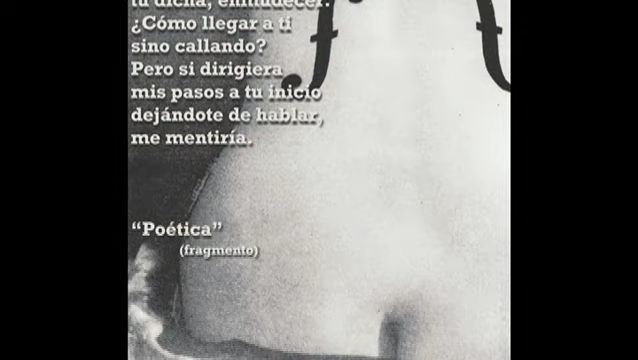 tu dicha, enmudecer.
¿Cómo llegar a ti
sino callando?
Pero si dirigiera
mis pasos a tu inicio
dejándote de hablar,
me mentiría.
“Poética”
(fragmento)